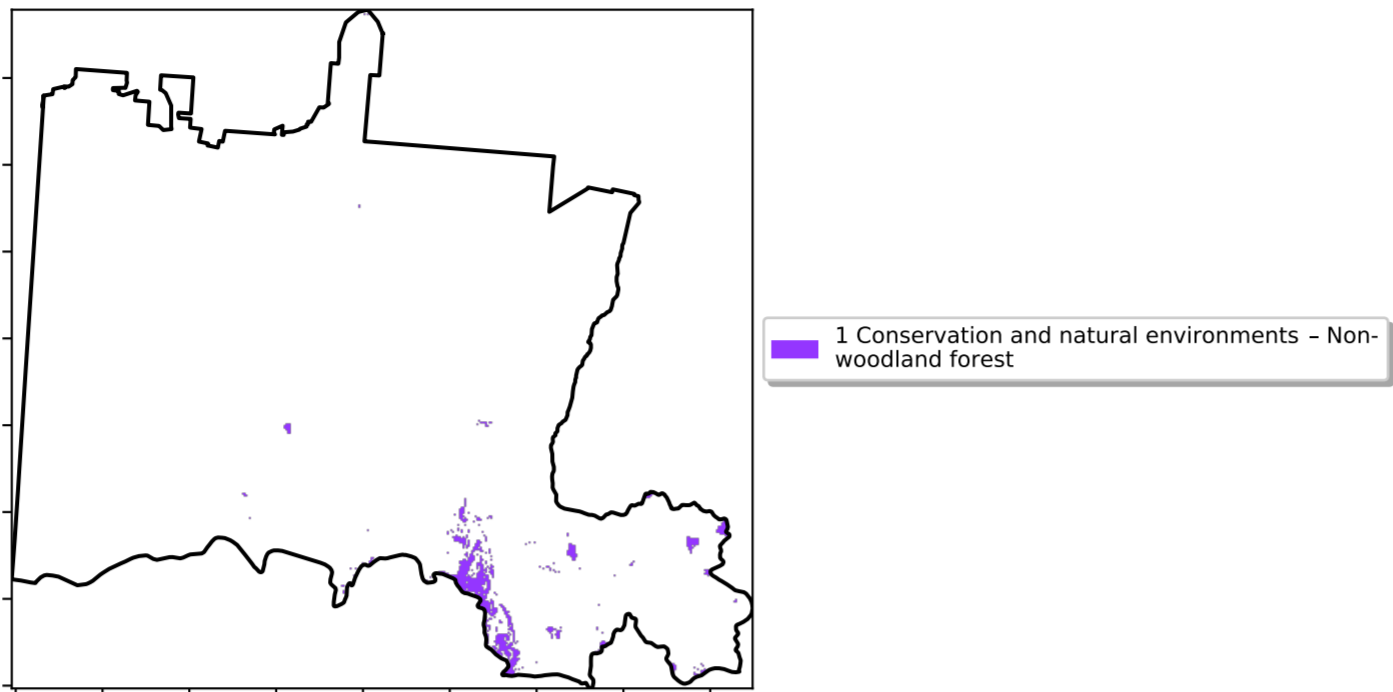 1 Conservation and natural environments – Non-
woodland forest